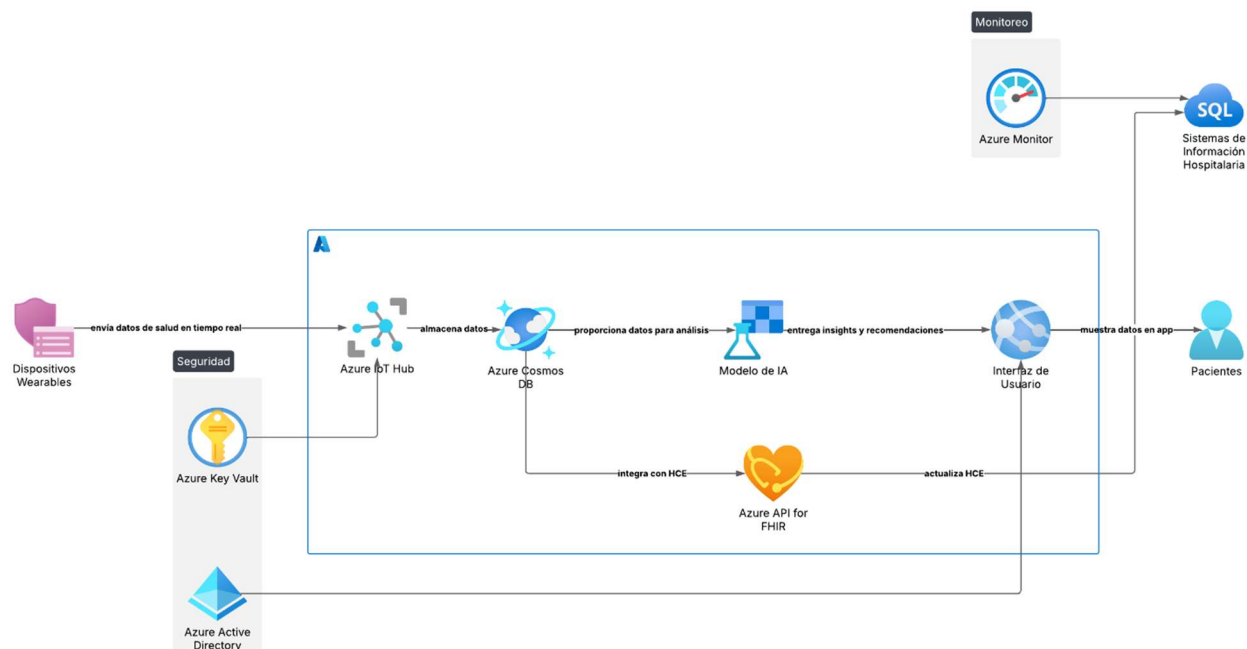 Monitoreo
Azure Monitor
SQL
Sistemas de
Información
Hospitalaria
envía datos de salud en tiempo real
almacena datos
proporciona datos para análisis
entrega insights y recomendaciones
muestra datos en app
Dispositivos
Wearables
Seguridad
Azure IoT Hub
Azure Cosmos
DB
Modelo de IA
Interfaz de
Usuario
Pacientes
Azure Key Vault
integra con HCE
actualiza HCE
Azure API for
FHIR
Azure Active
Directory